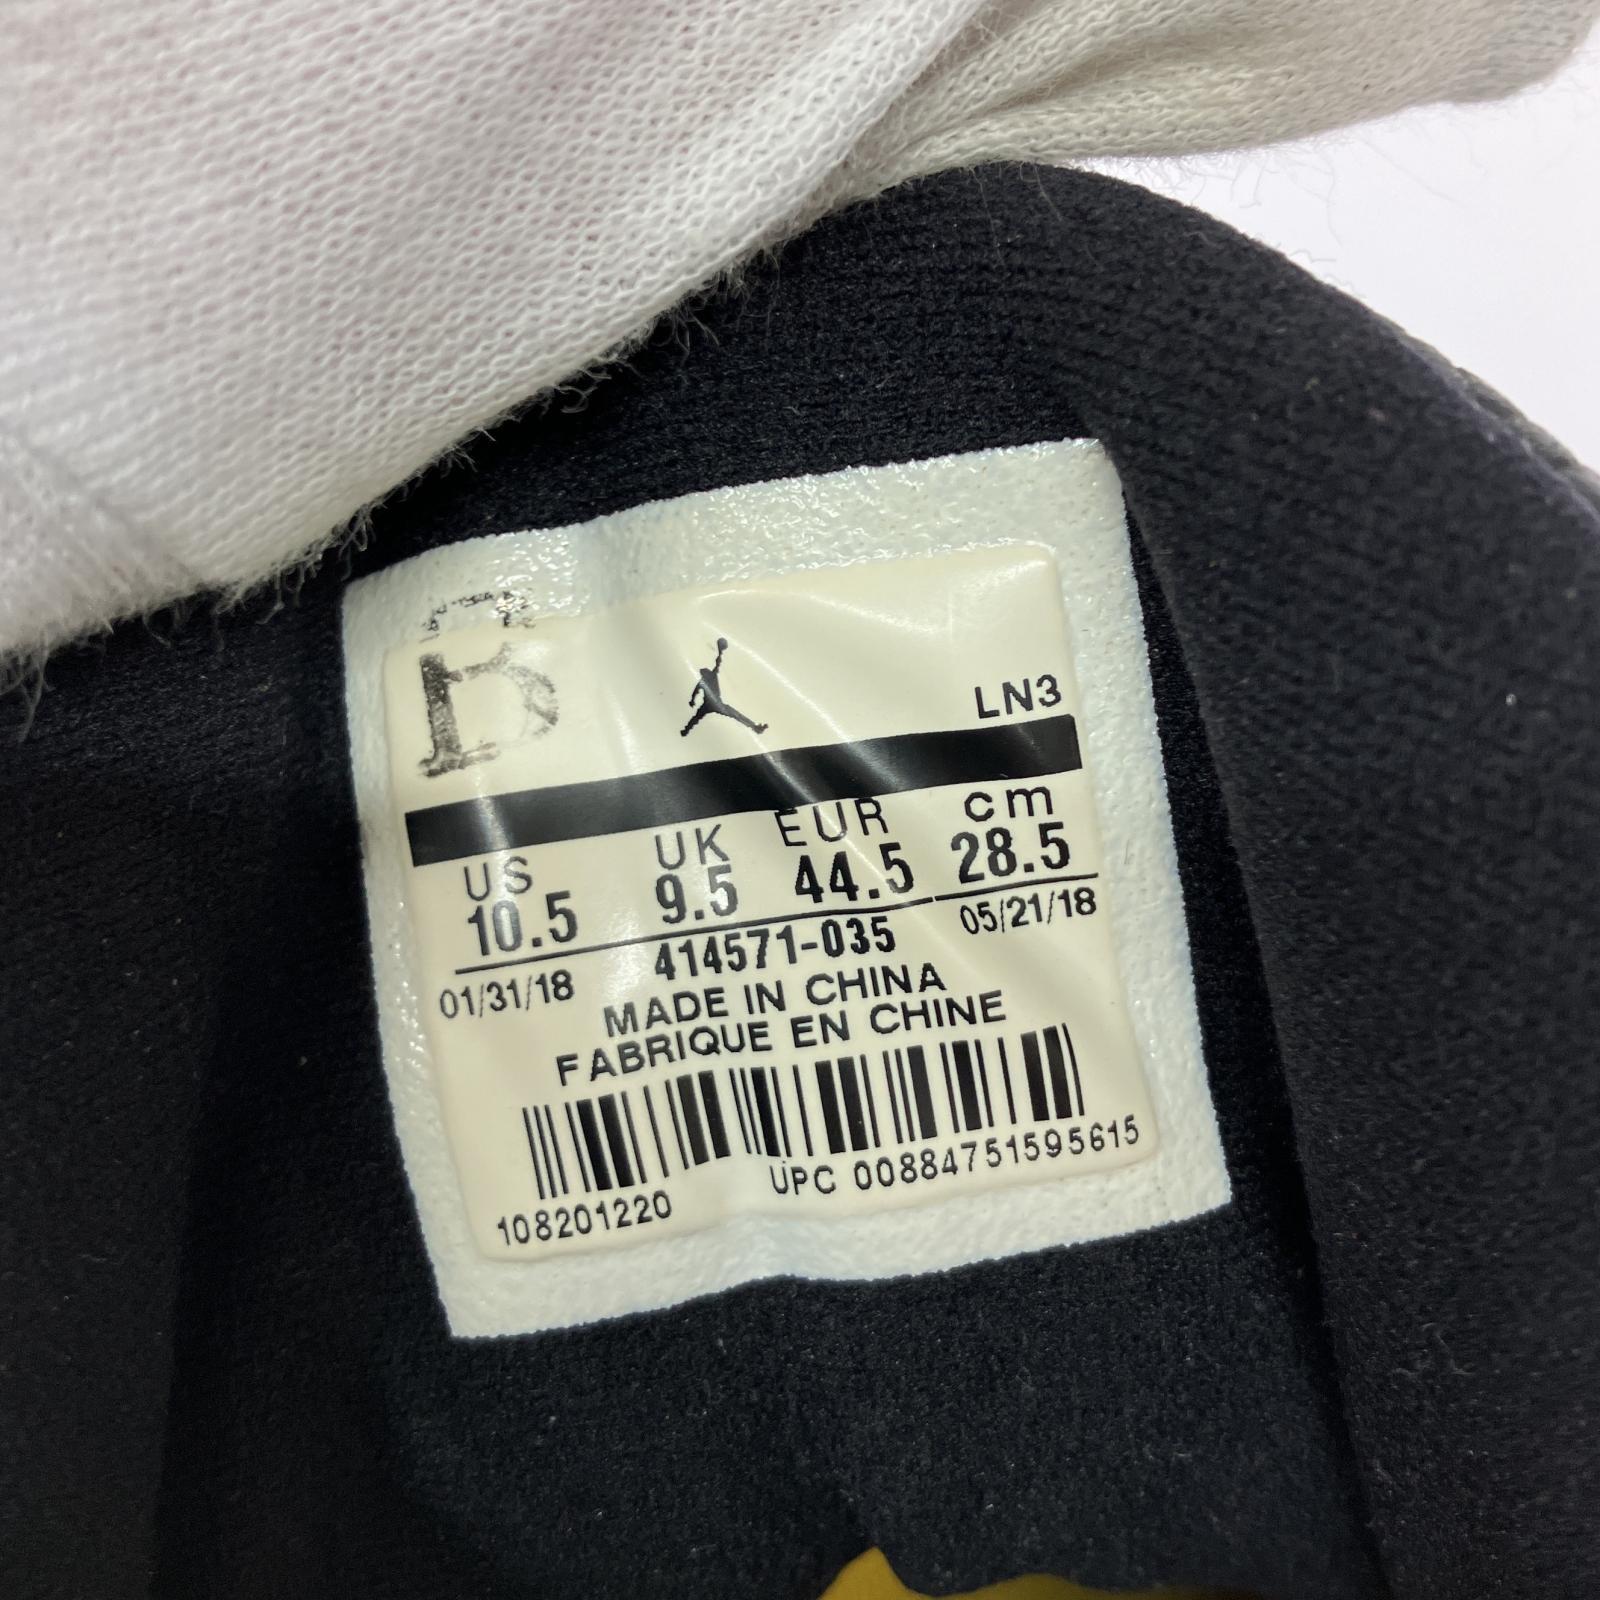 B
LN3
US UK EUR cm
10.5 9.5 44.5 28.5
01/31/18 414571-035 05/21/18
MADE IN CHINA
FABRIQUE EN CHINE
108201220 UPC 00884751595615